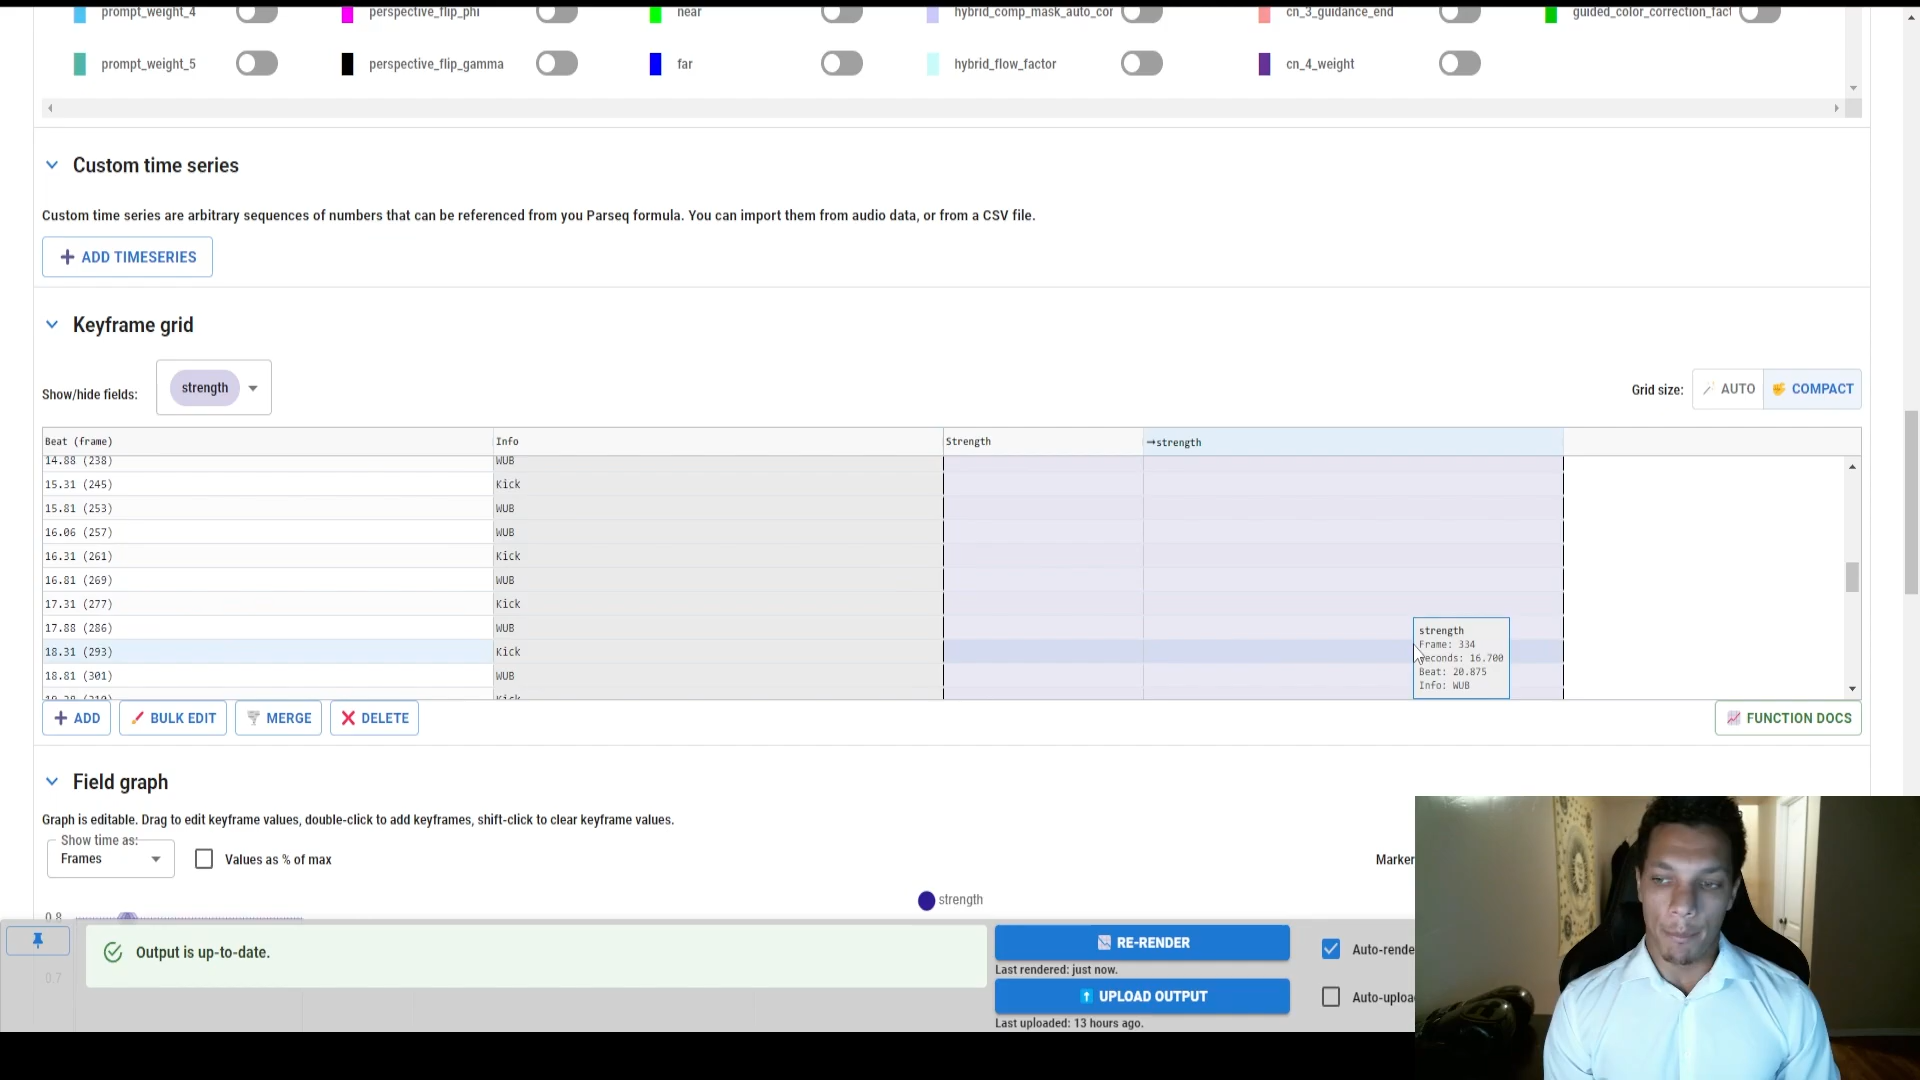 prompt_weight_4 perspective_flip_phi near hybrid_comp_mask_auto_cor cn_3_guidance_end guided_color_correction_fact
prompt_weight_5 perspective_flip_gamma far hybrid_flow_factor cn_4_weight
Custom time series
Custom time series are arbitrary sequences of numbers that can be referenced from you Parseq formula. You can import them from audio data, or from a CSV file.
ADD TIMESERIES
Keyframe grid
Show/hide fields: strength Grid size: AUTO COMPACT
Beat (frame) Info Strength →strength
14.88 (238) WUB
15.31 (245) Kick
15.81 (253) WUB
16.06 (257) WUB
16.31 (261) Kick
16.81 (269) WUB
17.31 (277) Kick
17.88 (286) WUB
18.31 (293) Kick
18.81 (301) WUB
Kick
strength
Frame: 334
Seconds: 16.700
Beat: 20.875
Info: WUB
ADD BULK EDIT MERGE DELETE FUNCTION DOCS
Field graph
Graph is editable. Drag to edit keyframe values, double-click to add keyframes, shift-click to clear keyframe values.
Show time as:
Frames Values as % of max Marker
strength
0.8
Output is up-to-date.
RE-RENDER Auto-rende
Last rendered: just now.
0.7
UPLOAD OUTPUT Auto-uploa
Last uploaded: 13 hours ago.